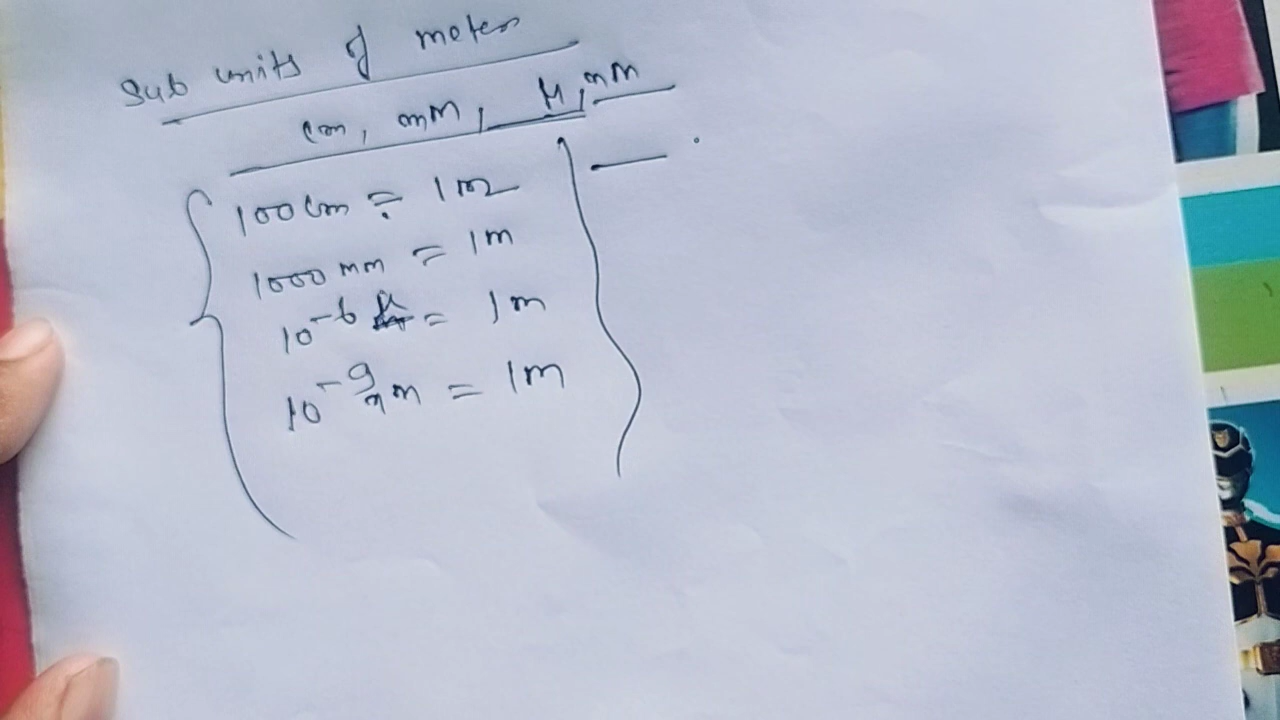 Sub units of meter
cm, mm, μ, nm
100 cm = 1m
1000 mm = 1m
10⁻⁶ μ = 1m
10⁻⁹ nm = 1m